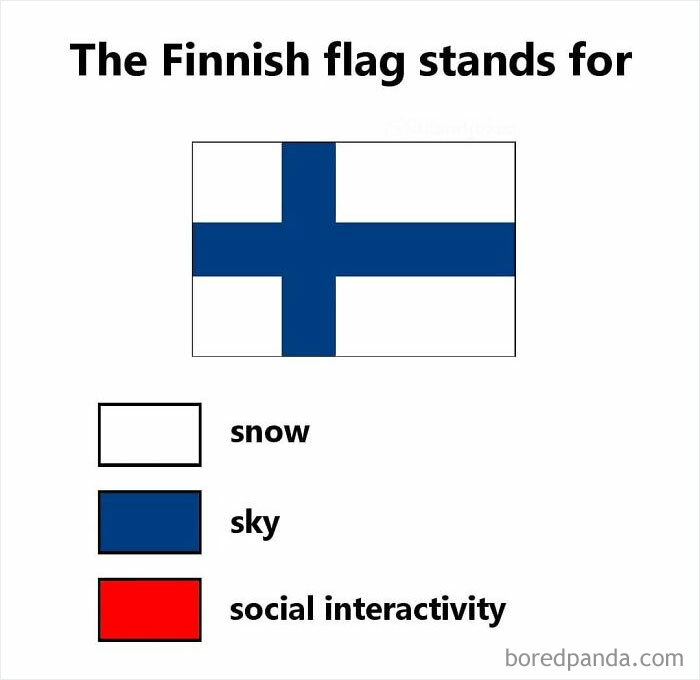 The Finnish flag stands for
snow
sky
social interactivity
boredpanda.com